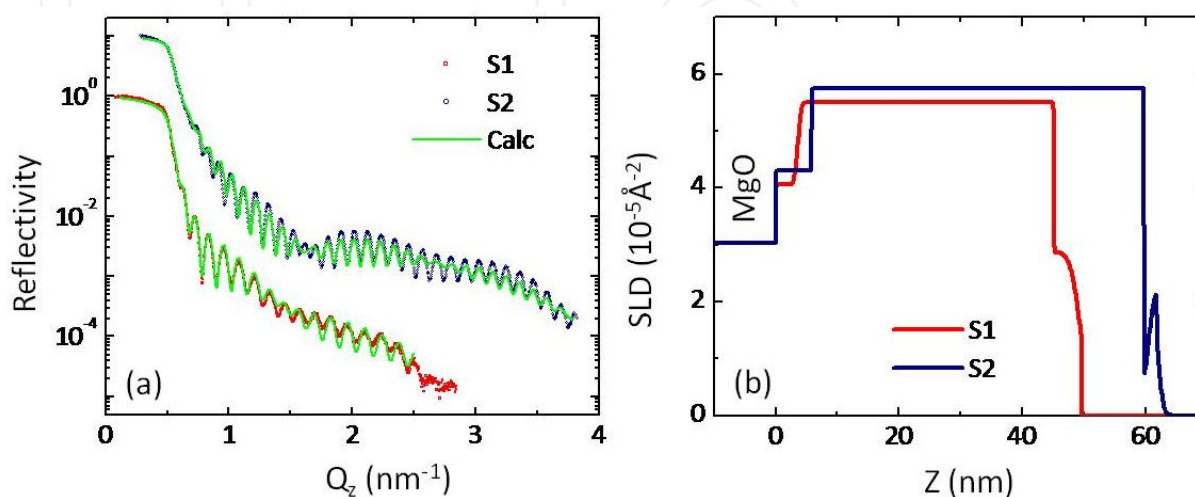 S1
S2
Calc
10^0
10^-2
10^-4
Reflectivity
(a)
0 1 2 3 4
Q_z (nm^-1)
6
4
2
0
SLD (10^-5 Å^-2)
MgO
S1
S2
(b)
0 20 40 60
Z (nm)